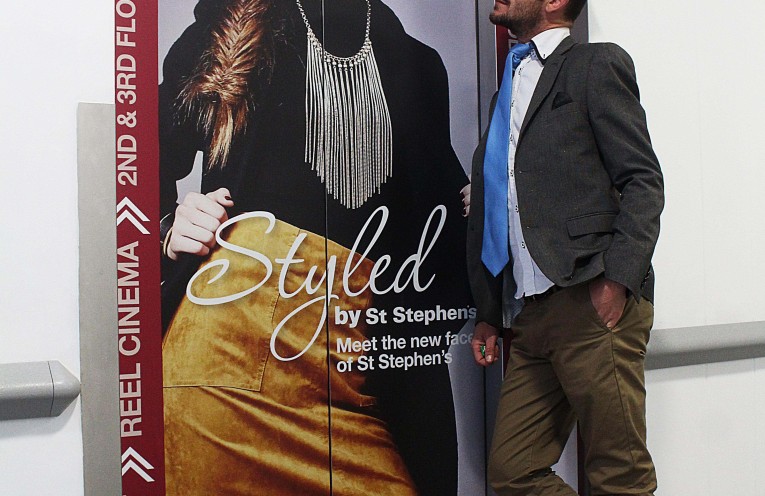 2ND & 3RD FLO
REEL CINEMA
Styled
by St Stephen's
Meet the new face
of St Stephen's